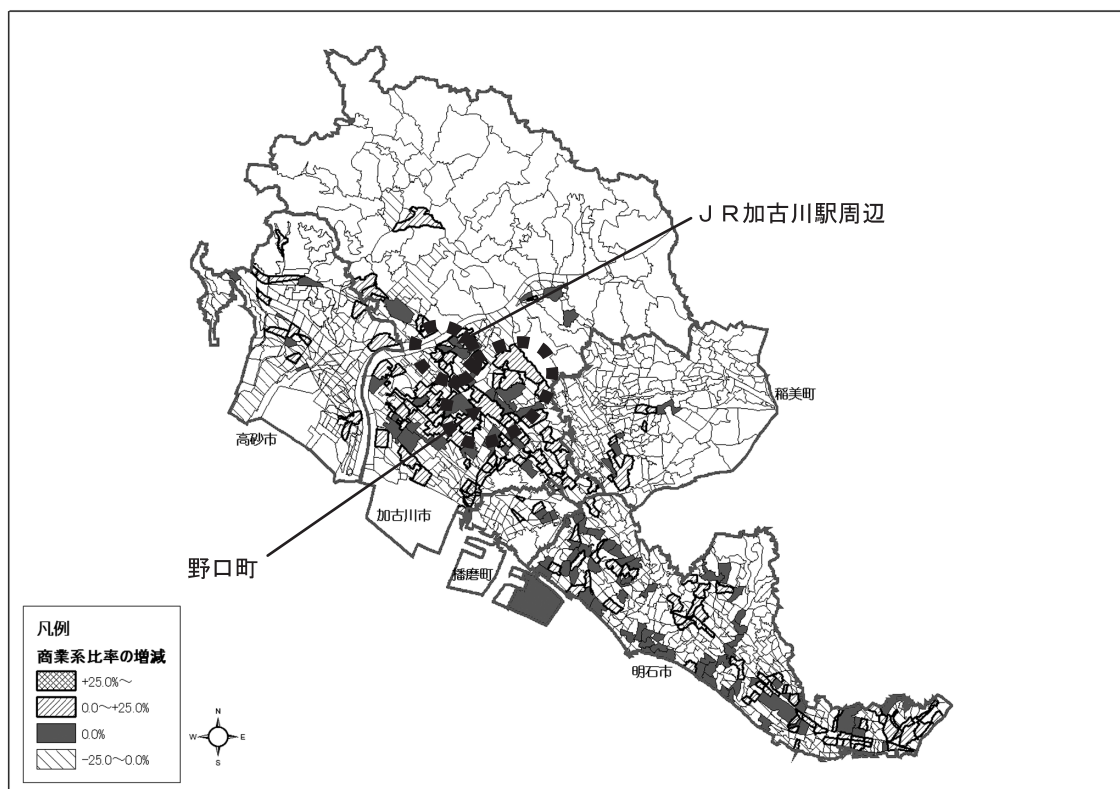 ＪＲ加古川駅周辺
稲美町
高砂市
加古川市
野口町
播磨町
明石市
凡例
商業系比率の増減
+25.0%～
0.0～+25.0%
0.0%
-25.0～0.0%
N
W E
S